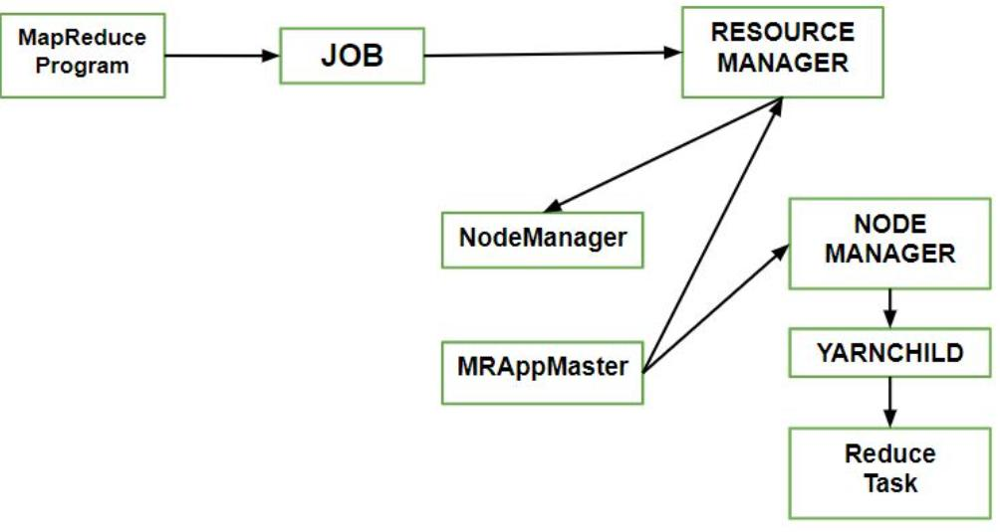 MapReduce
Program
JOB
RESOURCE
MANAGER
NodeManager
NODE
MANAGER
MRAppMaster
YARNCHILD
Reduce
Task